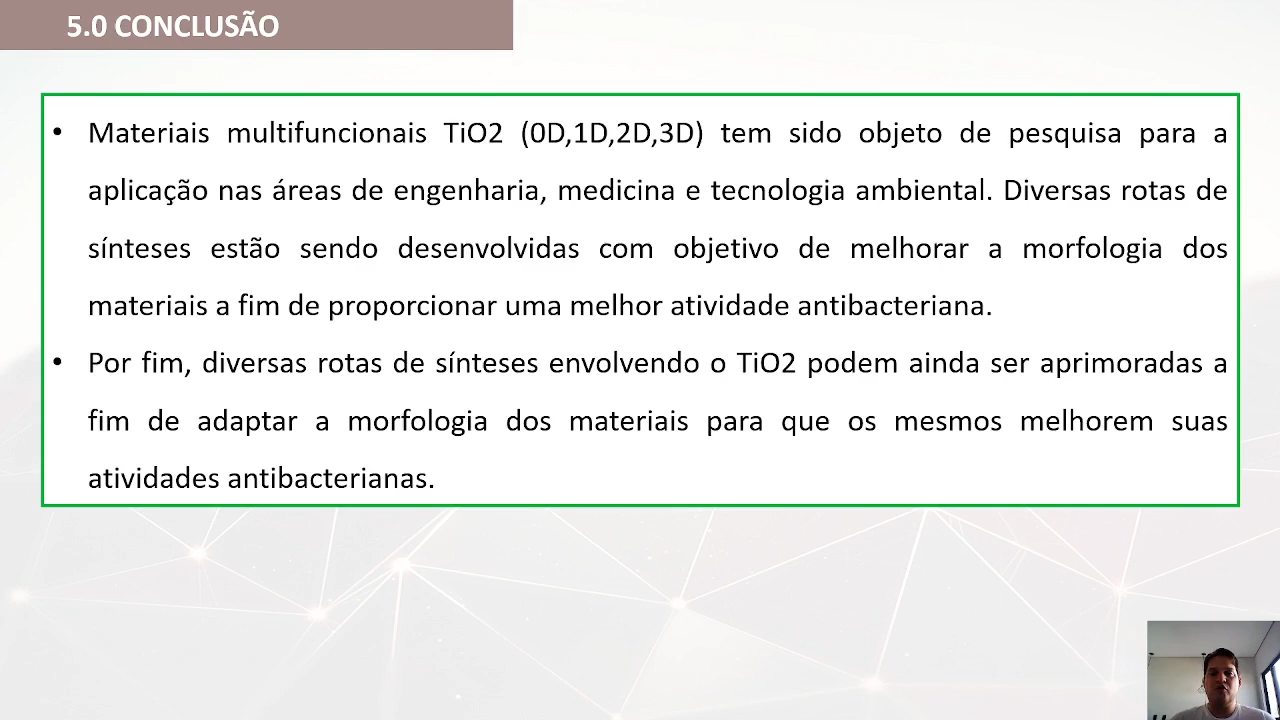 5.0 CONCLUSÃO
• Materiais multifuncionais TiO2 (0D,1D,2D,3D) tem sido objeto de pesquisa para a
aplicação nas áreas de engenharia, medicina e tecnologia ambiental. Diversas rotas de
sínteses estão sendo desenvolvidas com objetivo de melhorar a morfologia dos
materiais a fim de proporcionar uma melhor atividade antibacteriana.
• Por fim, diversas rotas de sínteses envolvendo o TiO2 podem ainda ser aprimoradas a
fim de adaptar a morfologia dos materiais para que os mesmos melhorem suas
atividades antibacterianas.